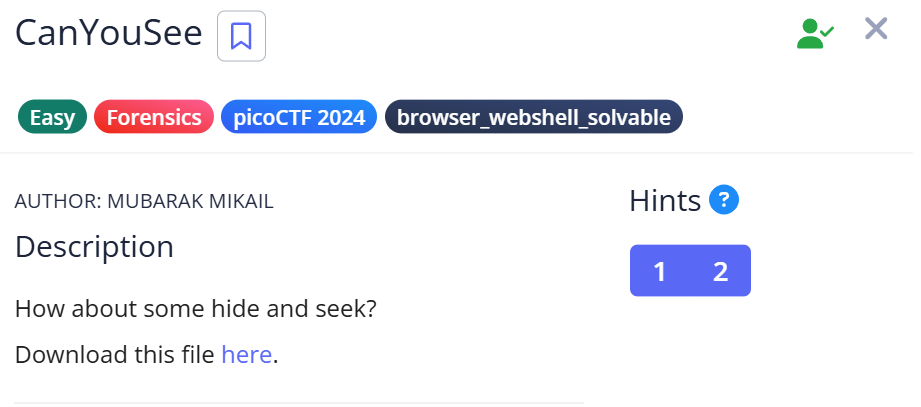 CanYouSee
Easy Forensics picoCTF 2024 browser_webshell_solvable
AUTHOR: MUBARAK MIKAIL
Description
How about some hide and seek?
Download this file here.
Hints ?
1 2